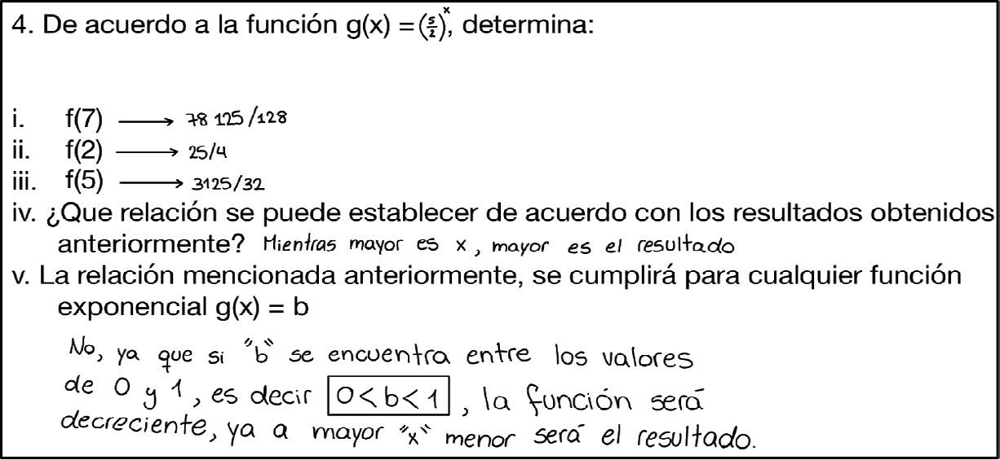 4. De acuerdo a la función g(x) = (5/2)^x, determina:
i. f(7) → 78 125/128
ii. f(2) → 25/4
iii. f(5) → 3125/32
iv. ¿Que relación se puede establecer de acuerdo con los resultados obtenidos
anteriormente? Mientras mayor es x, mayor es el resultado
v. La relación mencionada anteriormente, se cumplirá para cualquier función
exponencial g(x) = b
No, ya que si "b" se encuentra entre los valores
de 0 y 1, es decir 0<b<1, la función será
decreciente, ya a mayor "x" menor será el resultado.